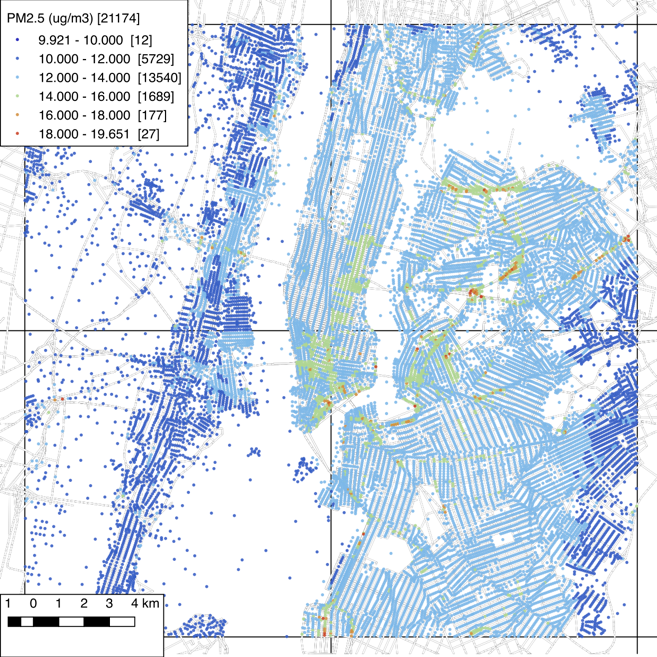 PM2.5 (ug/m3) [21174]
9.921 - 10.000 [12]
10.000 - 12.000 [5729]
12.000 - 14.000 [13540]
14.000 - 16.000 [1689]
16.000 - 18.000 [177]
18.000 - 19.651 [27]
1 0 1 2 3 4 km